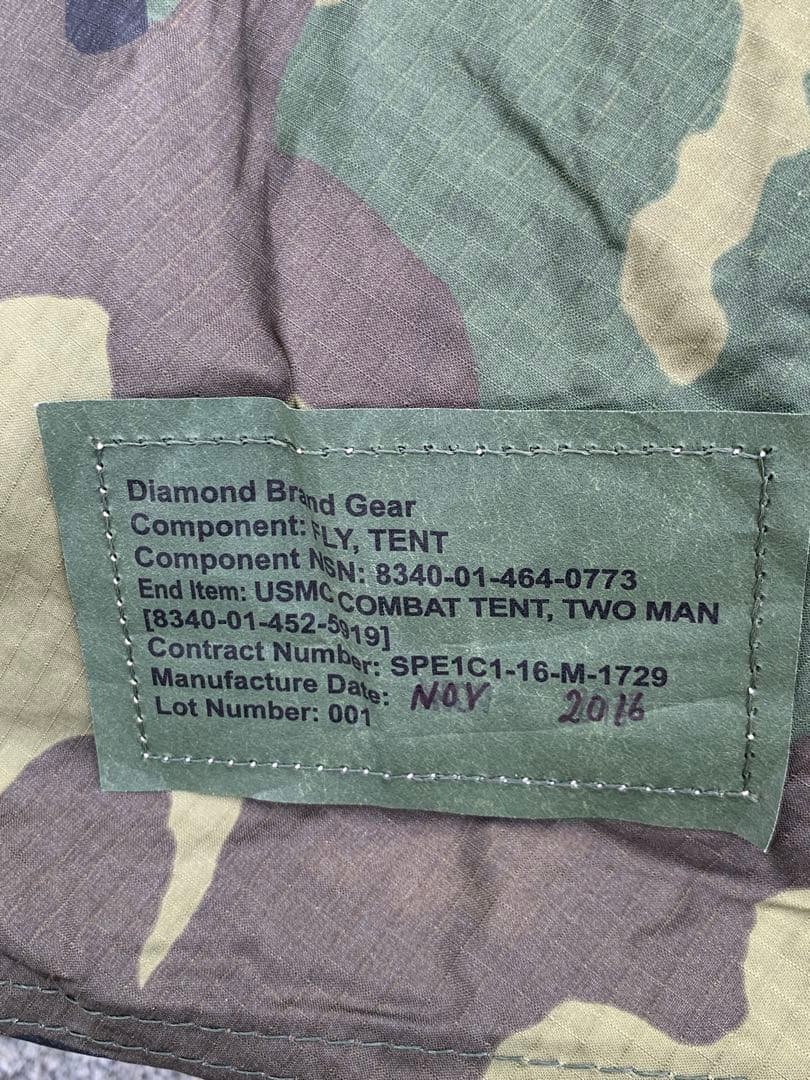 Diamond Brand Gear
Component: FLY, TENT
Component NSN: 8340-01-464-0773
End Item: USMC COMBAT TENT, TWO MAN
[8340-01-452-5919]
Contract Number: SPE1C1-16-M-1729
Manufacture Date: NOV 2016
Lot Number: 001